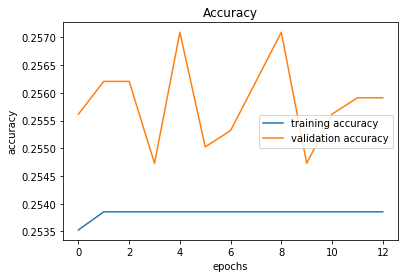 Accuracy
0.2570
0.2565
0.2560
0.2555
0.2550
0.2545
0.2540
0.2535
accuracy
training accuracy
validation accuracy
0 2 4 6 8 10 12
epochs